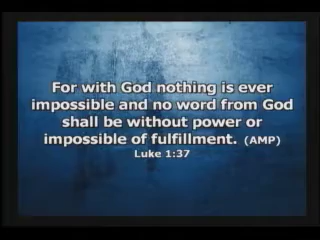 For with God nothing is ever
impossible and no word from God
shall be without power or
impossible of fulfillment. (AMP)
Luke 1:37